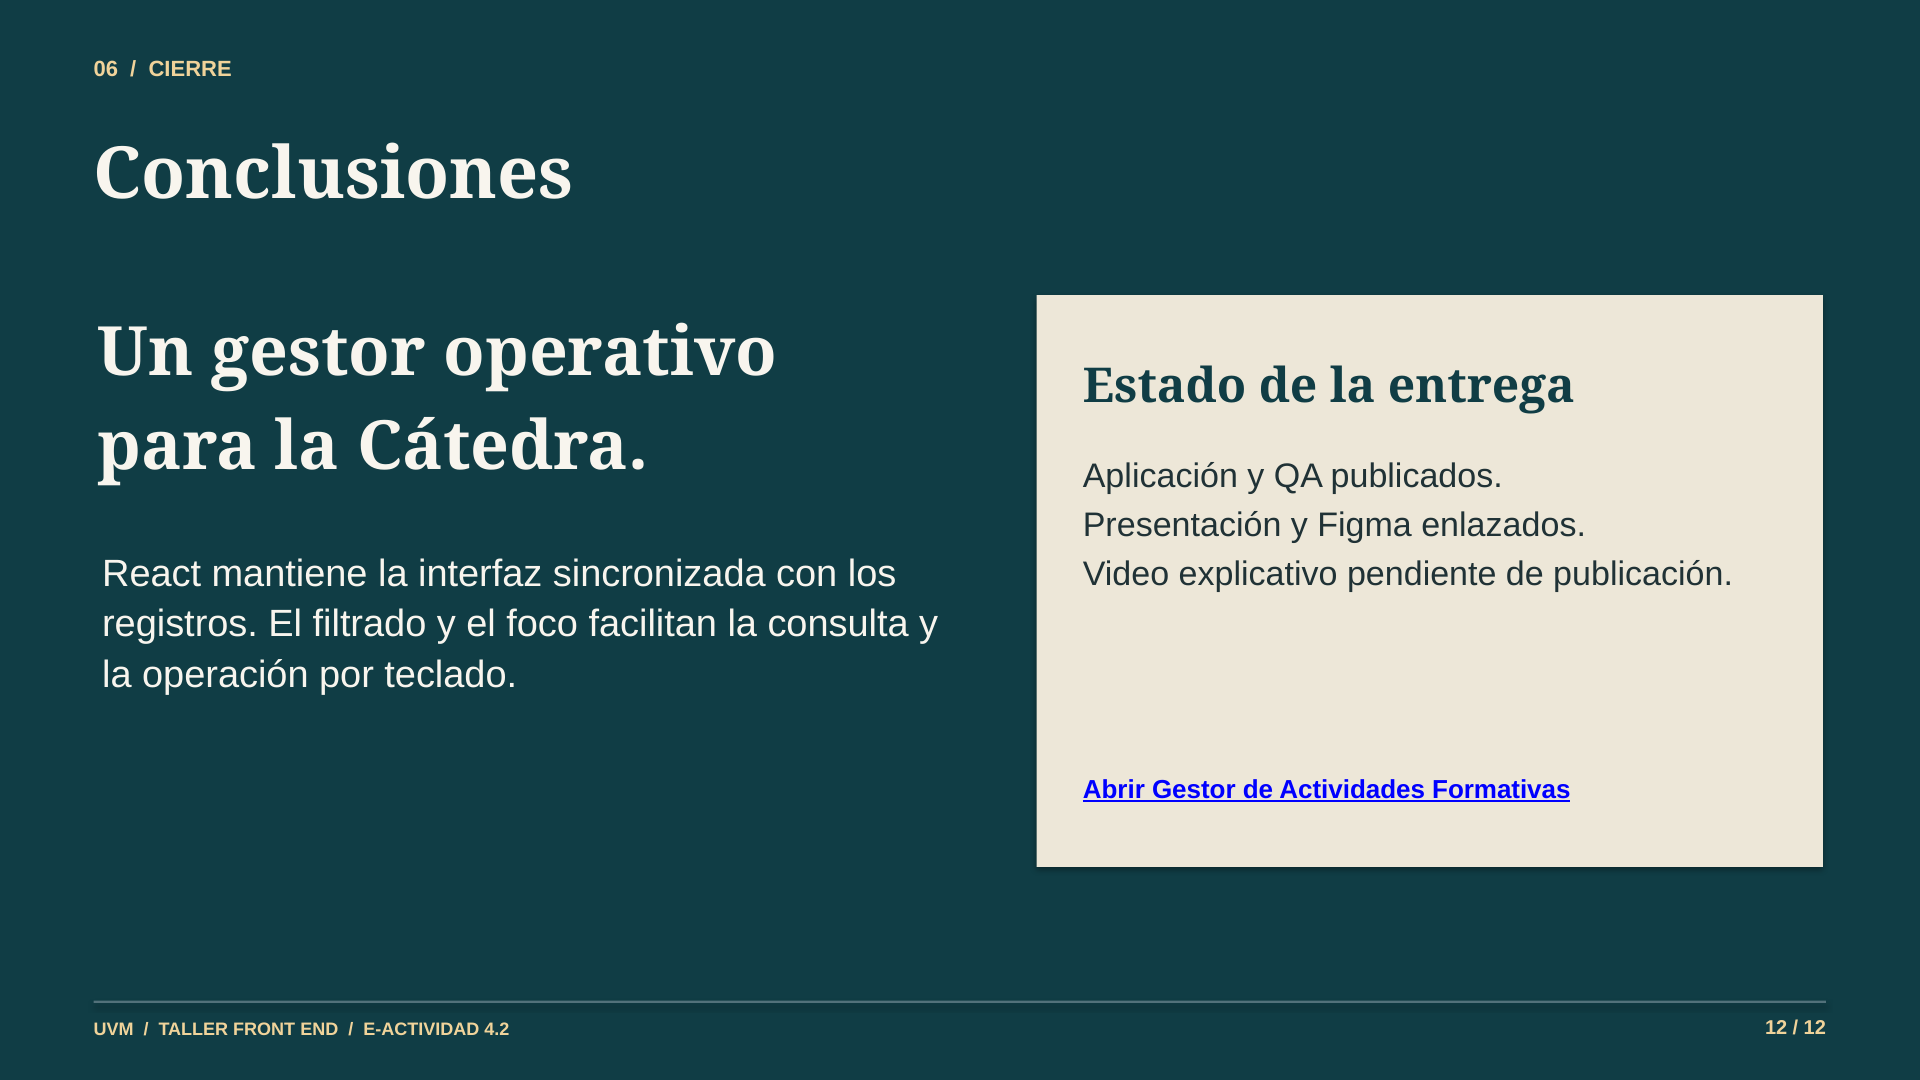 06 / CIERRE
Conclusiones
Un gestor operativo
para la Cátedra.
React mantiene la interfaz sincronizada con los
registros. El filtrado y el foco facilitan la consulta y
la operación por teclado.
Estado de la entrega
Aplicación y QA publicados.
Presentación y Figma enlazados.
Video explicativo pendiente de publicación.
Abrir Gestor de Actividades Formativas
UVM / TALLER FRONT END / E-ACTIVIDAD 4.2
12 / 12